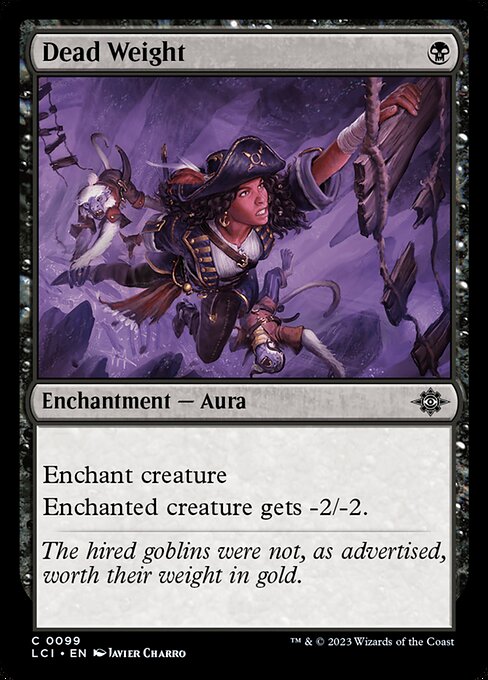 Dead Weight
Enchantment — Aura
Enchant creature
Enchanted creature gets -2/-2.
The hired goblins were not, as advertised,
worth their weight in gold.
C 0099
LCI • EN Javier Charro
™ & © 2023 Wizards of the Coast